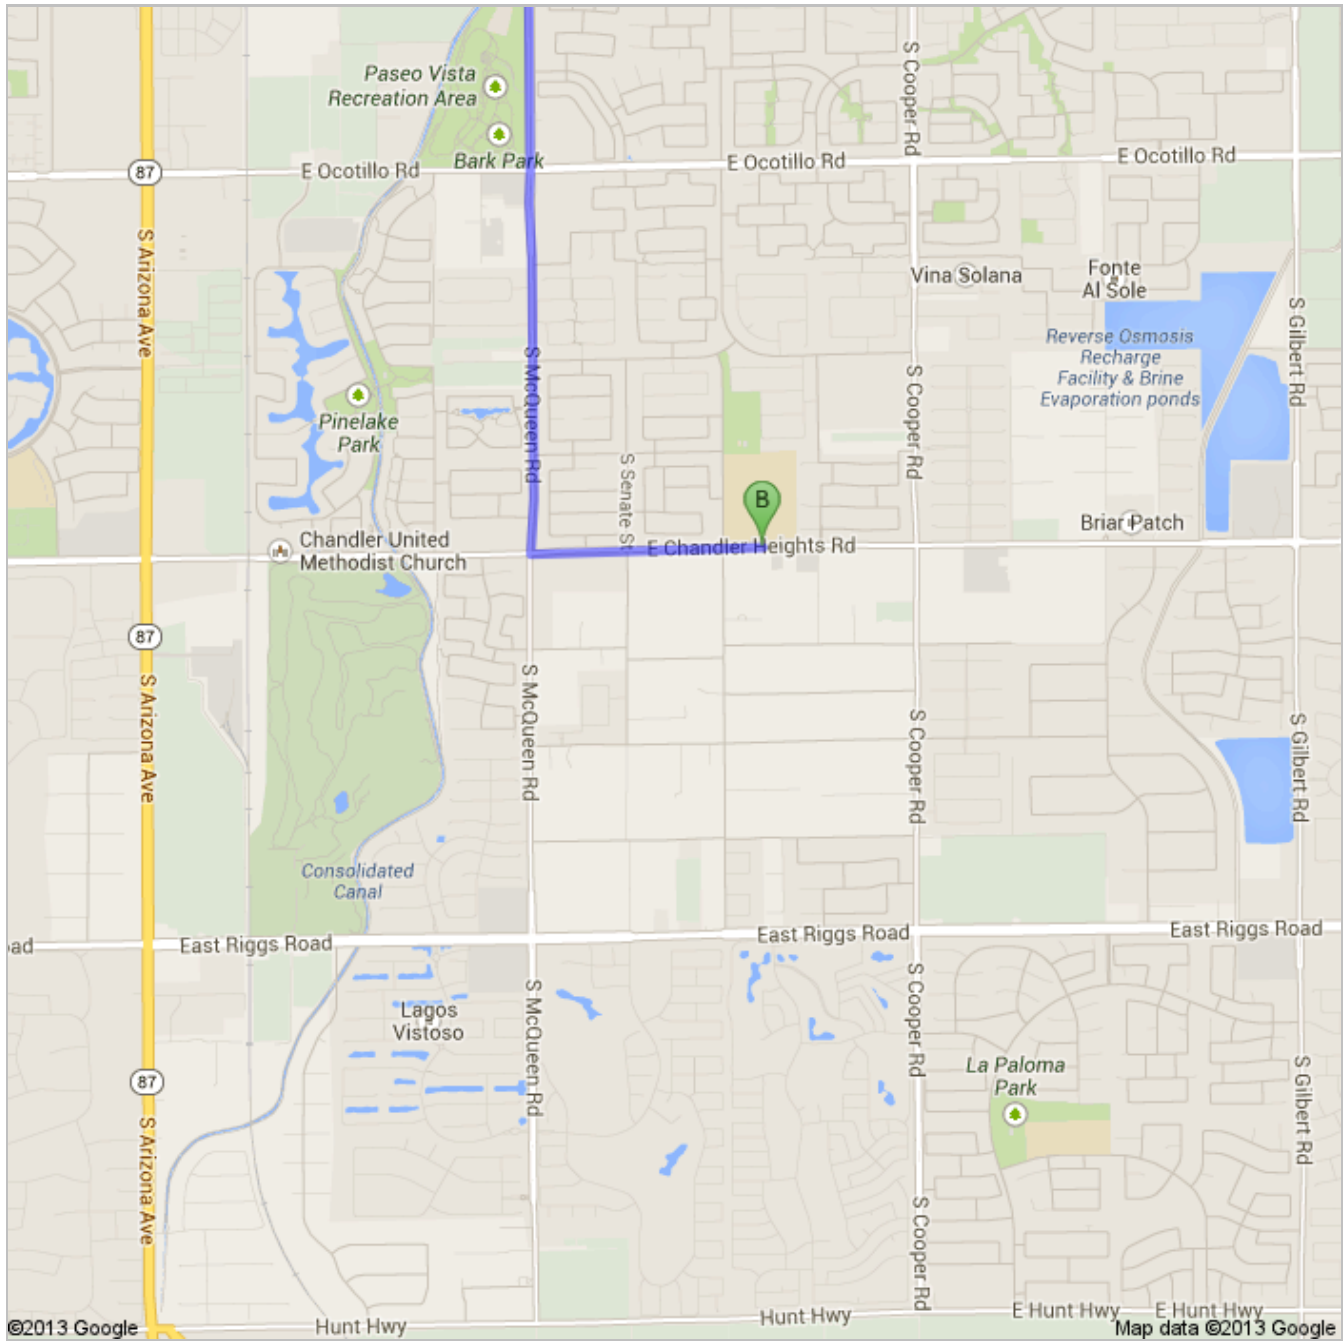 Paseo Vista
Recreation Area
Bark Park
S Cooper Rd
87
E Ocotillo Rd
E Ocotillo Rd
E Ocotillo Rd
S Arizona Ave
Vina Solana
Fonte
Al Sole
S Gilbert Rd
Reverse Osmosis
Recharge
Facility & Brine
Evaporation ponds
S McQueen Rd
S Cooper Rd
Pinelake
Park
S Senate St
B
Briar Patch
Chandler United
Methodist Church
E Chandler Heights Rd
87
S Arizona Ave
S McQueen Rd
S Cooper Rd
S Gilbert Rd
Consolidated
Canal
oad
East Riggs Road
East Riggs Road
East Riggs Road
S McQueen Rd
S Cooper Rd
Lagos
Vistoso
La Paloma
Park
87
S Gilbert Rd
S Arizona Ave
S Cooper Rd
Hunt Hwy
Hunt Hwy
E Hunt Hwy
E Hunt Hwy
©2013 Google
Map data ©2013 Google